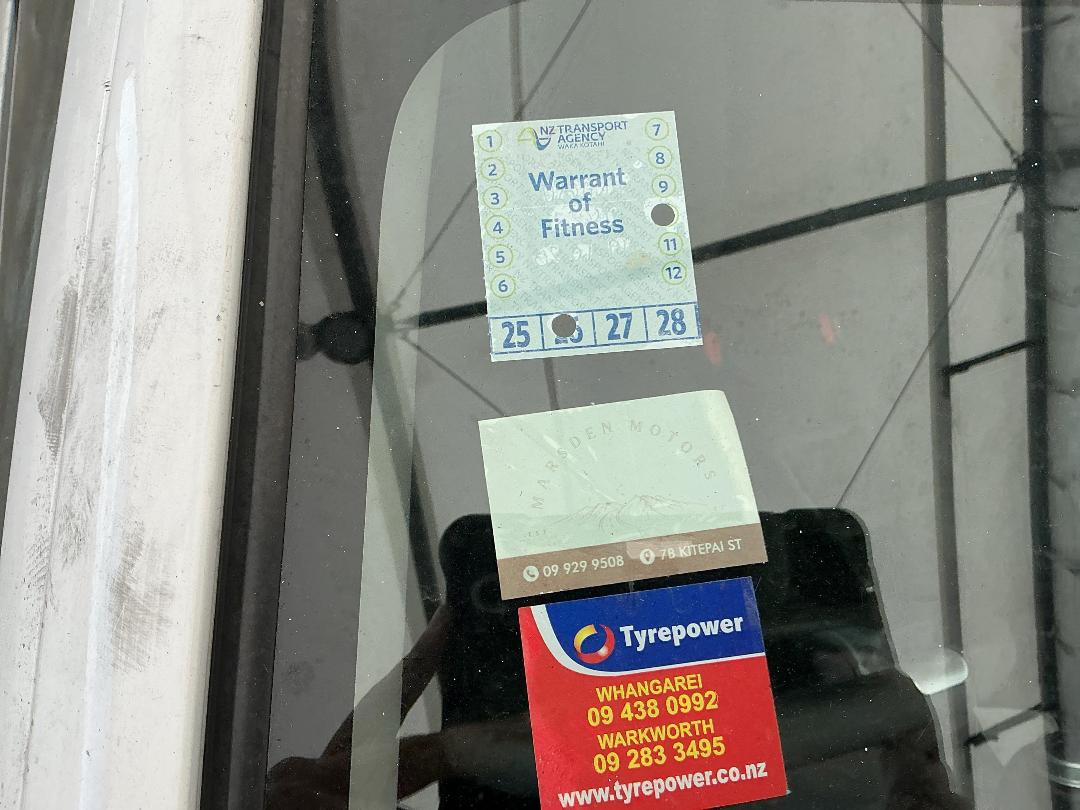 NZ TRANSPORT
AGENCY
WAKA KOTAHI
Warrant
of
Fitness
1
2
3
4
5
6
7
8
9
11
12
25 26 27 28
MARSDEN MOTORS
EST
09 929 9508 7B KITEPAI ST
Tyrepower
WHANGAREI
09 438 0992
WARKWORTH
09 283 3495
www.tyrepower.co.nz